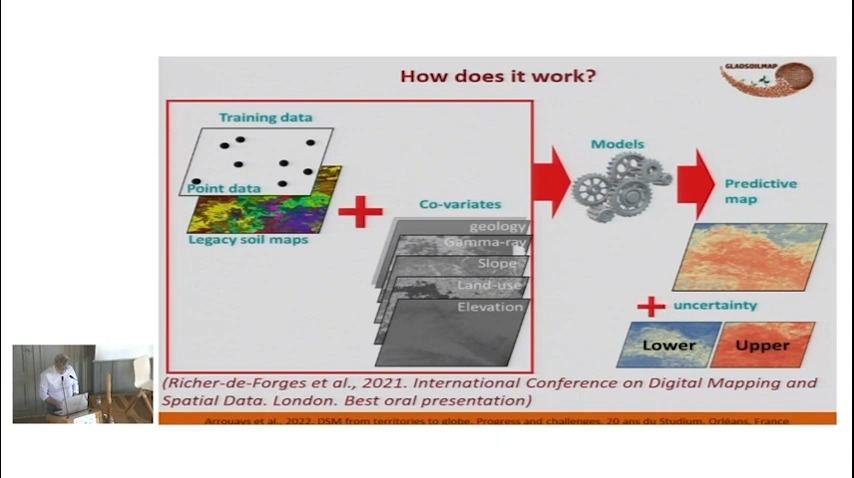 How does it work?
GLADSOILMAP
Training data
Point data
Legacy soil maps
Co-variates
geology
Gamma-ray
Slope
Land-use
Elevation
Models
Predictive
map
uncertainty
Lower
Upper
(Richer-de-Forges et al., 2021. International Conference on Digital Mapping and
Spatial Data. London. Best oral presentation)
Arrouays et al., 2022. DSM from territories to globe. Progress and challenges. 20 ans du Studium. Orléans, France